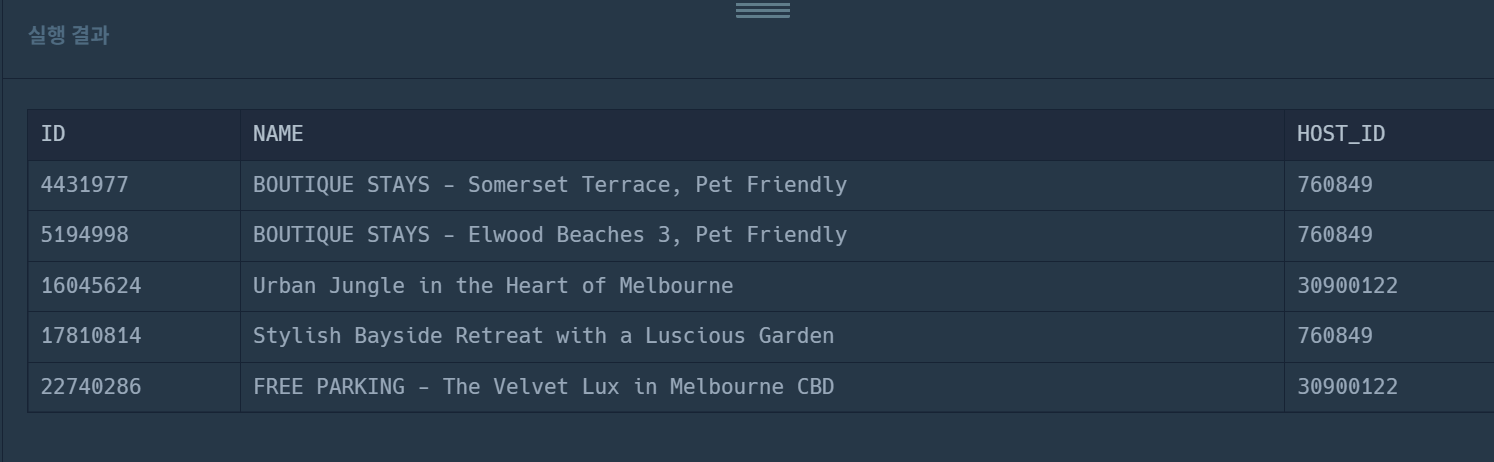 실행 결과
ID NAME HOST_ID
4431977 BOUTIQUE STAYS - Somerset Terrace, Pet Friendly 760849
5194998 BOUTIQUE STAYS - Elwood Beaches 3, Pet Friendly 760849
16045624 Urban Jungle in the Heart of Melbourne 30900122
17810814 Stylish Bayside Retreat with a Luscious Garden 760849
22740286 FREE PARKING - The Velvet Lux in Melbourne CBD 30900122